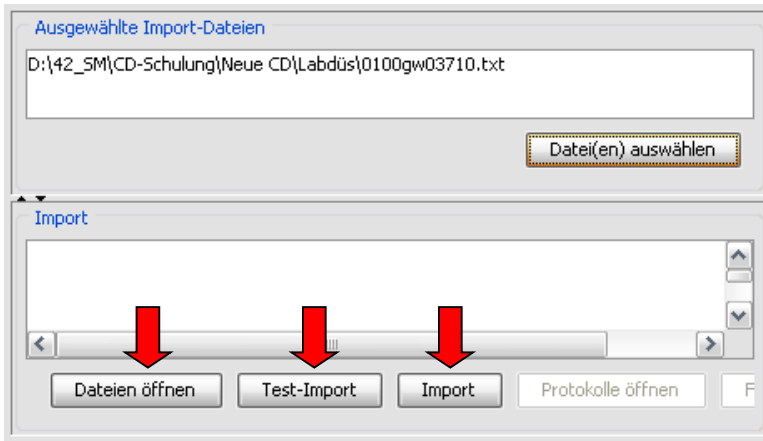 Ausgewählte Import-Dateien
D:\42_SM\CD-Schulung\Neue CD\Labdüs\0100gw03710.txt
Datei(en) auswählen
Import
Dateien öffnen Test-Import Import Protokolle öffnen